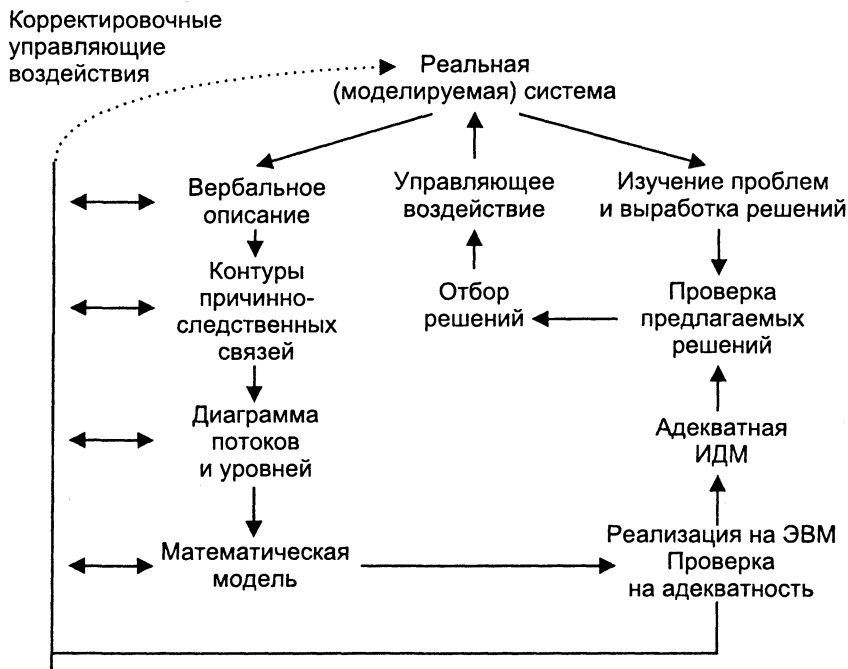 Корректировочные
управляющие
воздействия
Реальная
(моделируемая) система
Вербальное
описание
Управляющее
воздействие
Изучение проблем
и выработка решений
Контуры
причинно-
следственных
связей
Отбор
решений
Проверка
предлагаемых
решений
Диаграмма
потоков
и уровней
Адекватная
ИДМ
Математическая
модель
Реализация на ЭВМ
Проверка
на адекватность